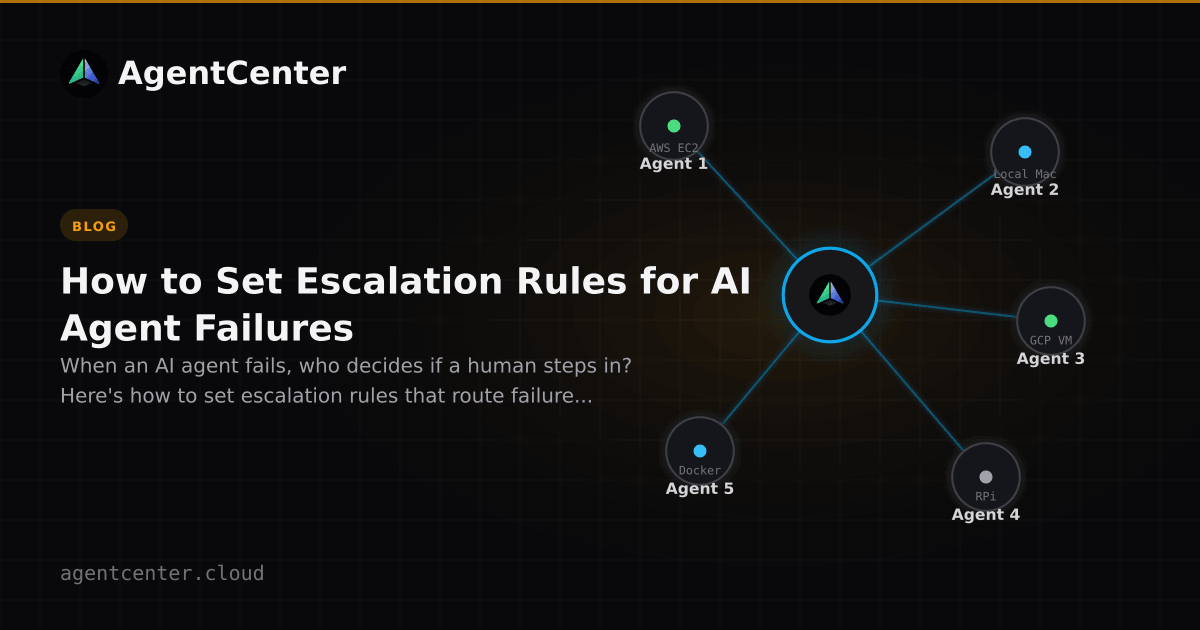 AgentCenter
BLOG
How to Set Escalation Rules for AI
Agent Failures
When an AI agent fails, who decides if a human steps in?
Here's how to set escalation rules that route failure...
agentcenter.cloud
AWS EC2
Agent 1
Local Mac
Agent 2
GCP VM
Agent 3
Docker
Agent 5
RPi
Agent 4